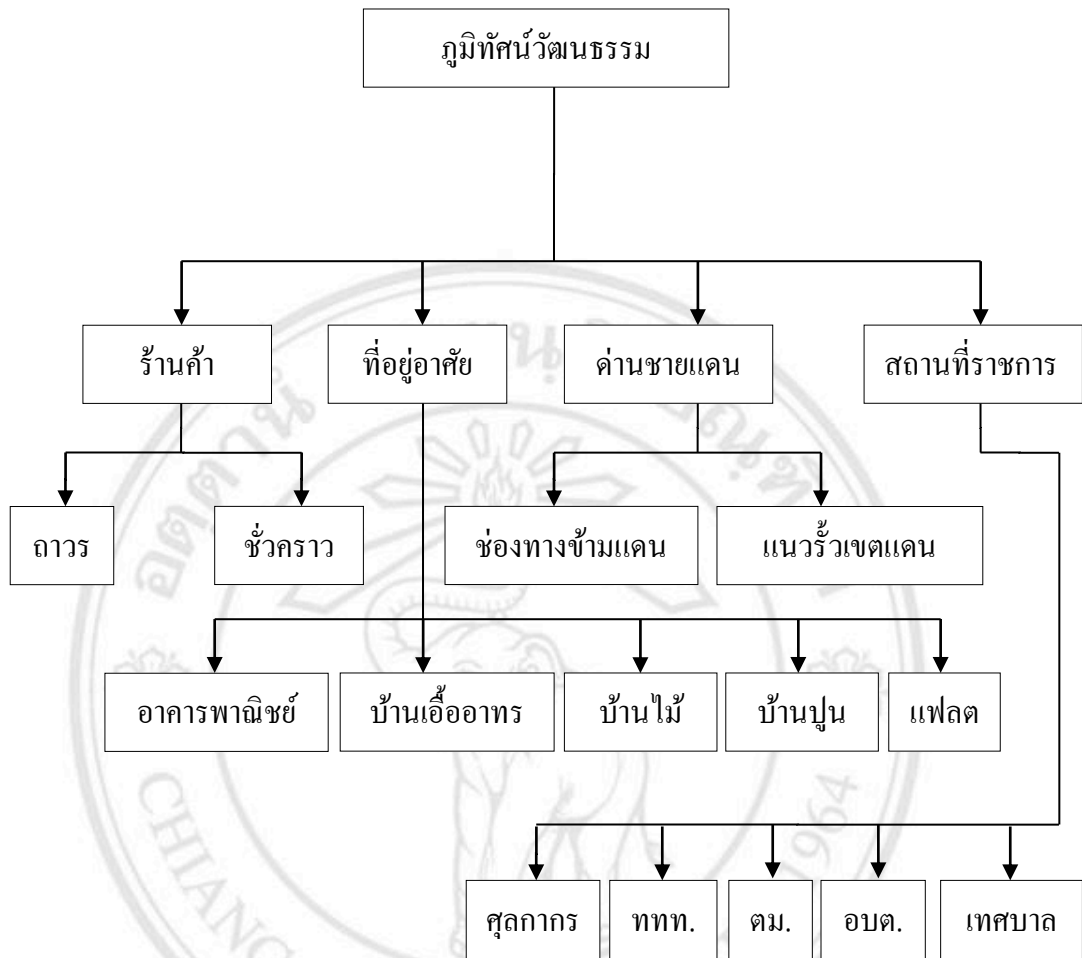 ภูมิทัศน์วัฒนธรรม
ร้านค้า
ที่อยู่อาศัย
ด่านชายแดน
สถานที่ราชการ
ถาวร
ชั่วคราว
ช่องทางข้ามแดน
แนวรั้วเขตแดน
อาคารพาณิชย์
บ้านเอื้ออาทร
บ้านไม้
บ้านปูน
แฟลต
ศุลกากร
ททท.
ตม.
อบต.
เทศบาล
CHIANG
1964